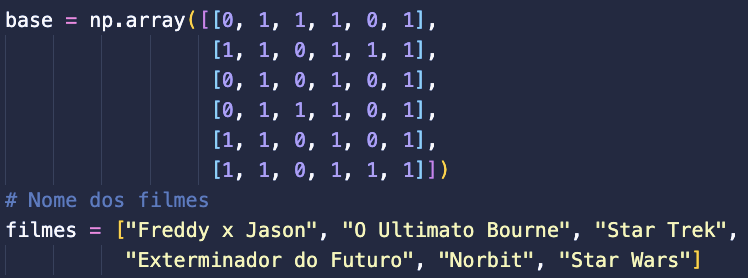 base = np.array([[0, 1, 1, 1, 0, 1],
[1, 1, 0, 1, 1, 1],
[0, 1, 0, 1, 0, 1],
[0, 1, 1, 1, 0, 1],
[1, 1, 0, 1, 0, 1],
[1, 1, 0, 1, 1, 1]])
# Nome dos filmes
filmes = ["Freddy x Jason", "O Ultimato Bourne", "Star Trek",
"Exterminador do Futuro", "Norbit", "Star Wars"]